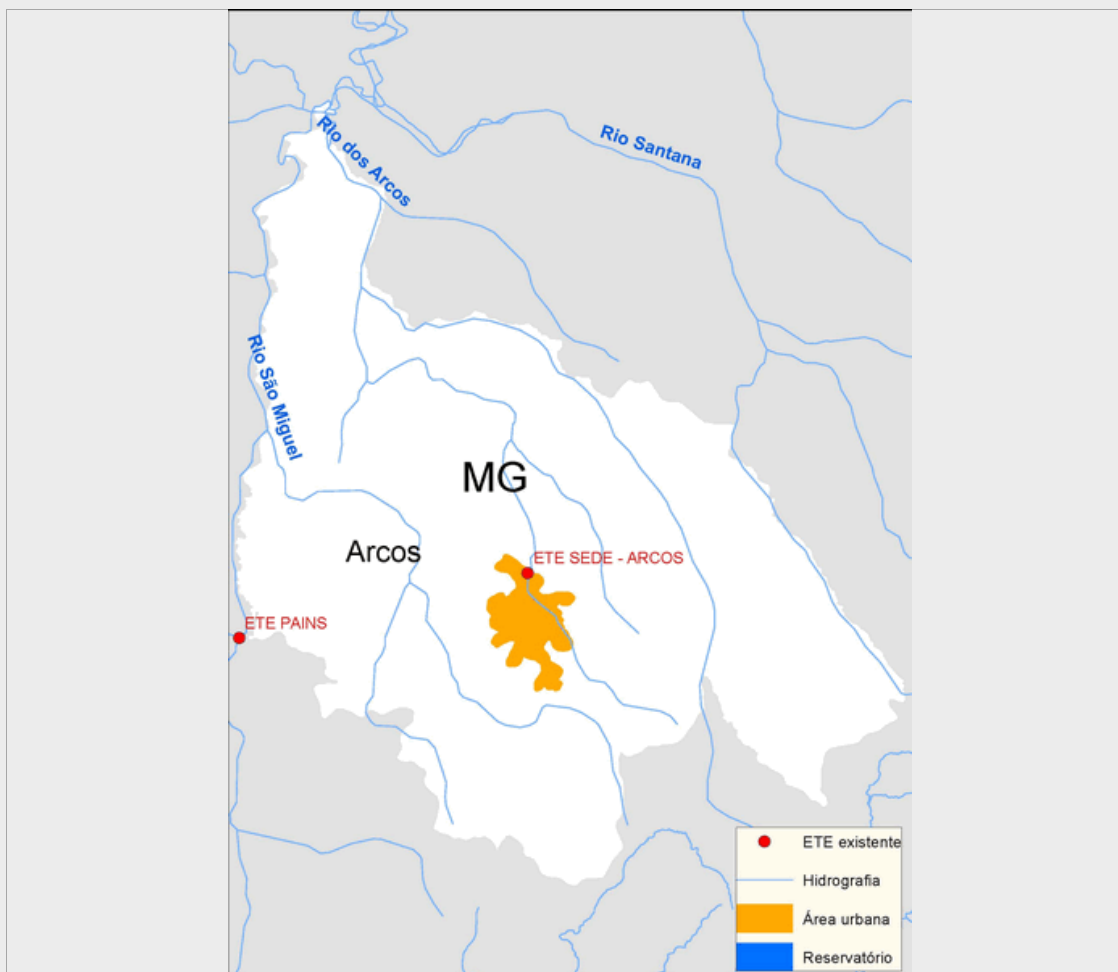 Rio dos Arcos
Rio Santana
Rio São Miguel
MG
Arcos
ETE SEDE - ARCOS
ETE PAINS
ETE existente
Hidrografia
Área urbana
Reservatório